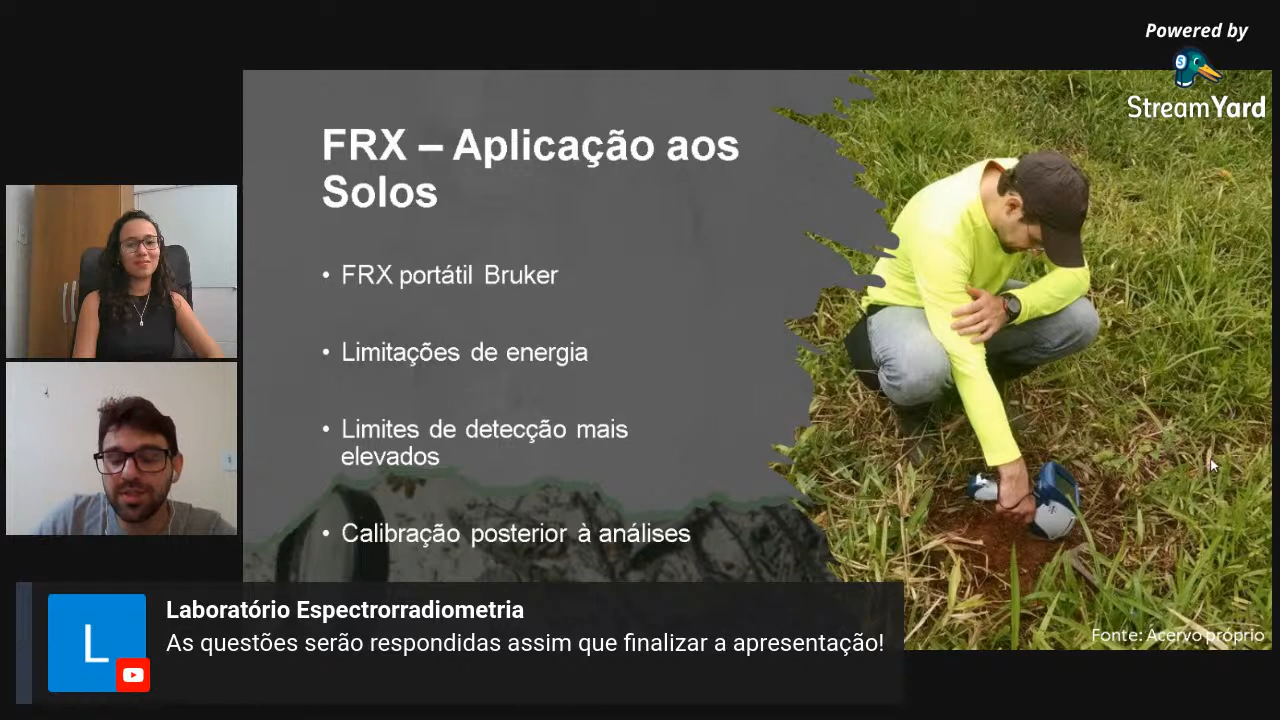 Powered by
StreamYard
FRX – Aplicação aos
Solos
• FRX portátil Bruker
• Limitações de energia
• Limites de detecção mais
elevados
• Calibração posterior à análises
Fonte: Acervo próprio
L
Laboratório Espectrorradiometria
As questões serão respondidas assim que finalizar a apresentação!